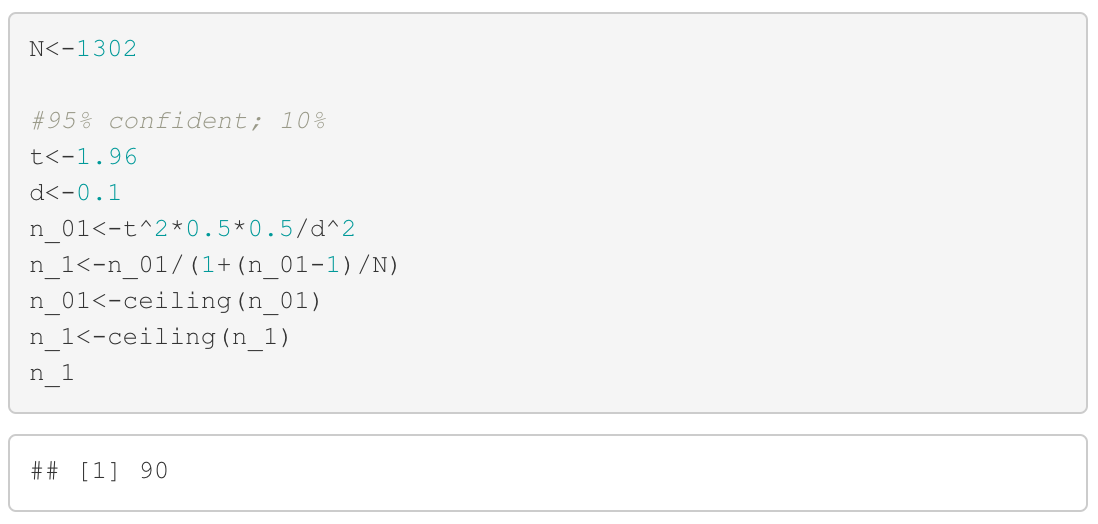 N<-1302
#95% confident; 10%
t<-1.96
d<-0.1
n_01<-t^2*0.5*0.5/d^2
n_1<-n_01/(1+(n_01-1)/N)
n_01<-ceiling(n_01)
n_1<-ceiling(n_1)
n_1
## [1] 90